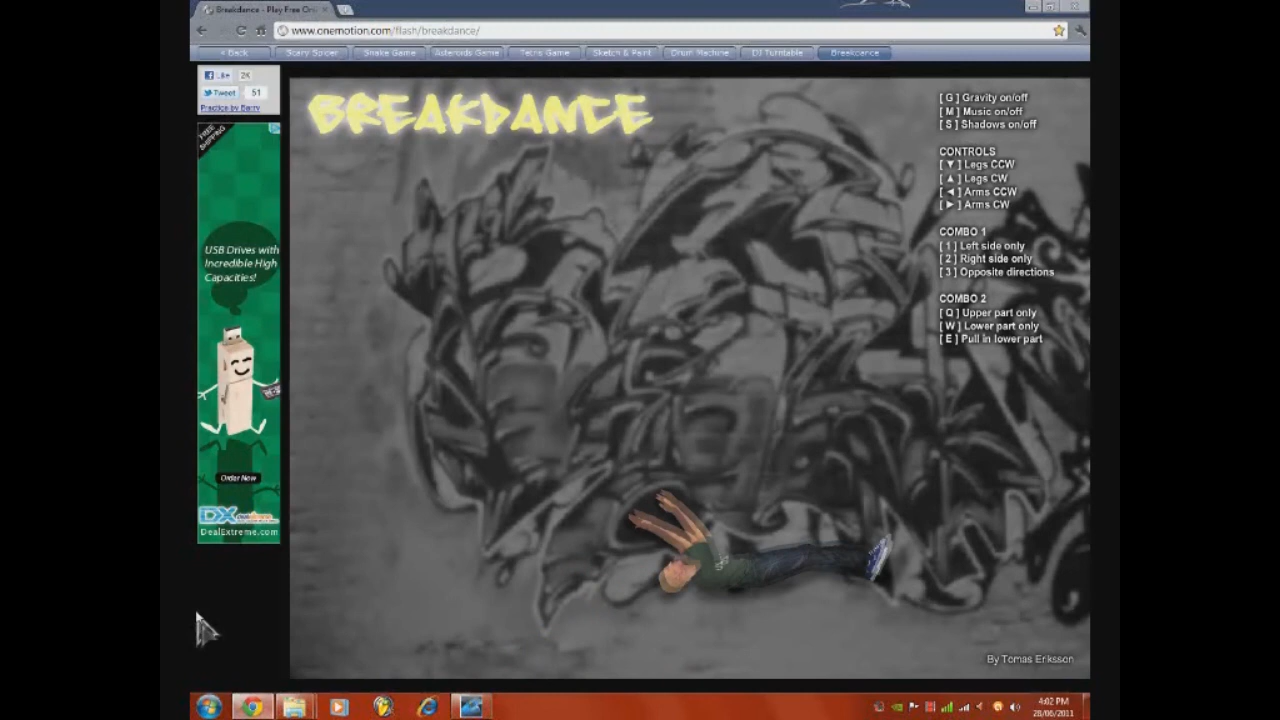 Breakdance - Play Free Onl
www.onemotion.com/flash/breakdance/
< Back
Scary Spider
Snake Game
Asteroids Game
Tetris Game
Sketch & Paint
Drum Machine
DJ Turntable
Breakdance
Like 2K
Tweet 51
Practice by Barry
FREE SHIPPING
USB Drives with
Incredible High
Capacities!
Order Now
DX
DealExtreme.com
BREAKDANCE
[ G ] Gravity on/off
[ M ] Music on/off
[ S ] Shadows on/off
CONTROLS
[ ▼ ] Legs CCW
[ ▲ ] Legs CW
[ ◄ ] Arms CCW
[ ► ] Arms CW
COMBO 1
[ 1 ] Left side only
[ 2 ] Right side only
[ 3 ] Opposite directions
COMBO 2
[ Q ] Upper part only
[ W ] Lower part only
[ E ] Pull in lower part
By Tomas Eriksson
4:02 PM
28/06/2011